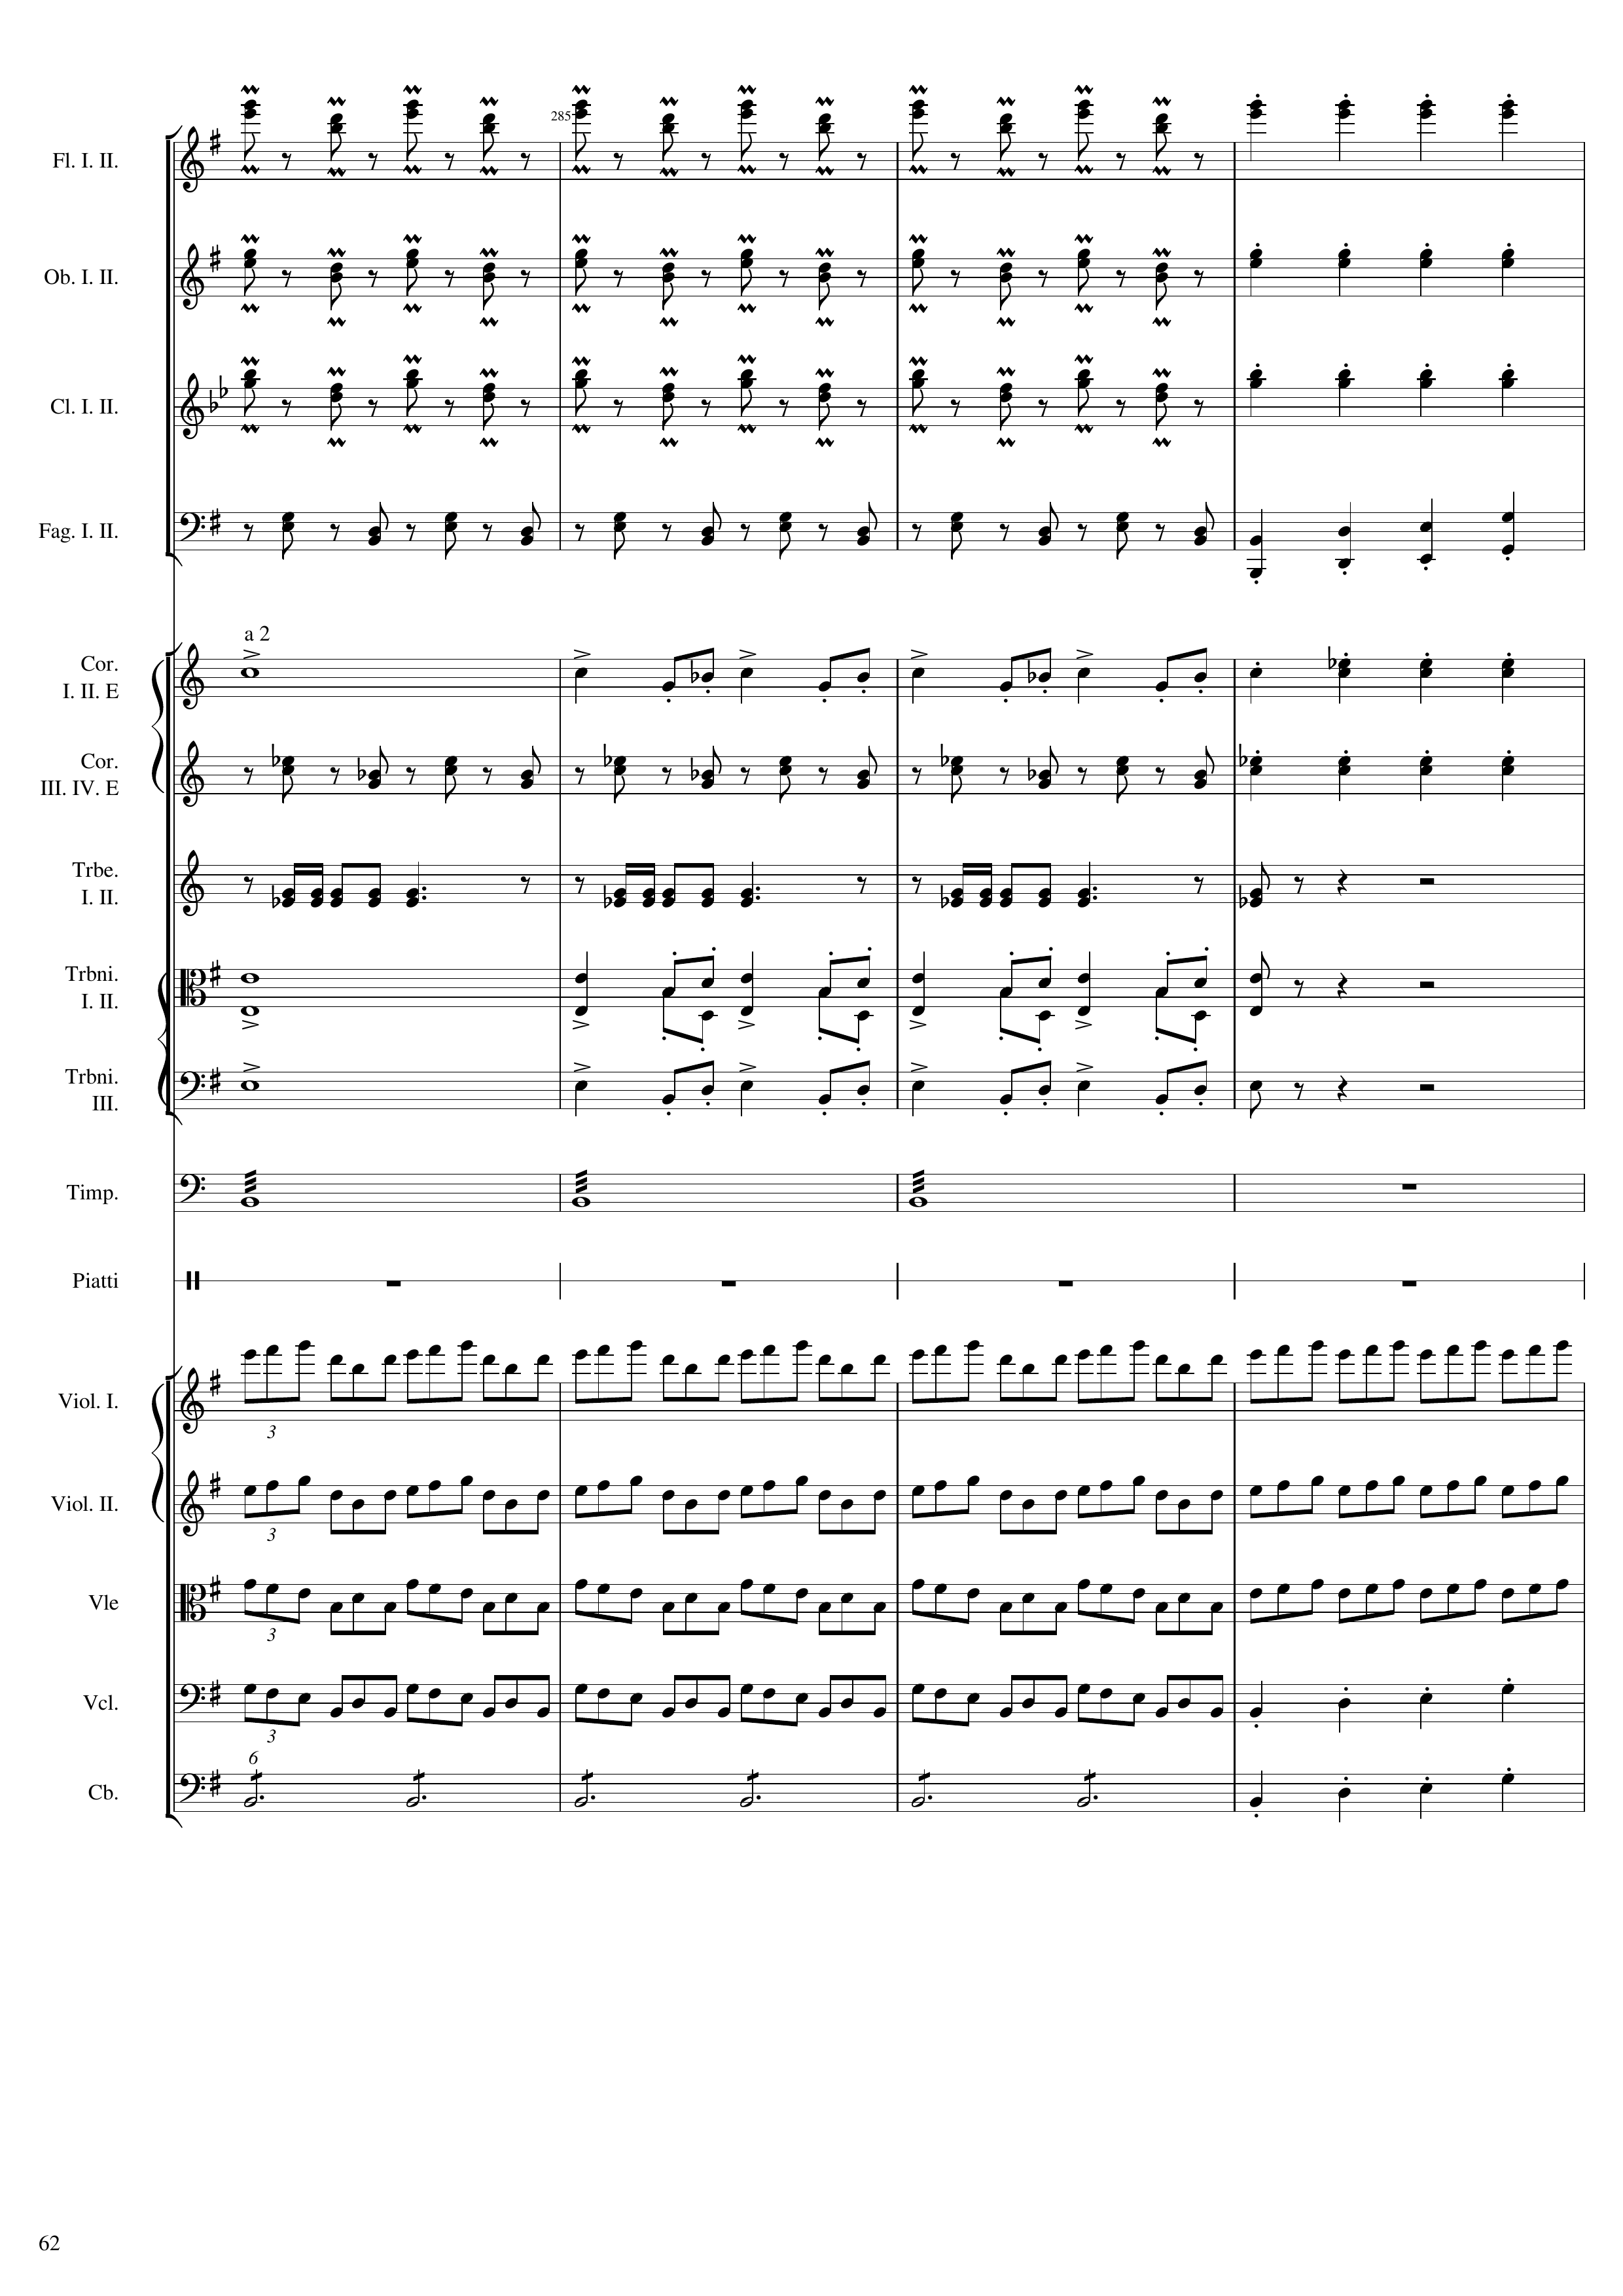 285
Fl. I. II.
Ob. I. II.
Cl. I. II.
Fag. I. II.
a 2
Cor.
I. II. E
Cor.
III. IV. E
Trbe.
I. II.
Trbni.
I. II.
Trbni.
III.
Timp.
Piatti
Viol. I.
3
Viol. II.
3
Vle
3
Vcl.
3
6
Cb.
62